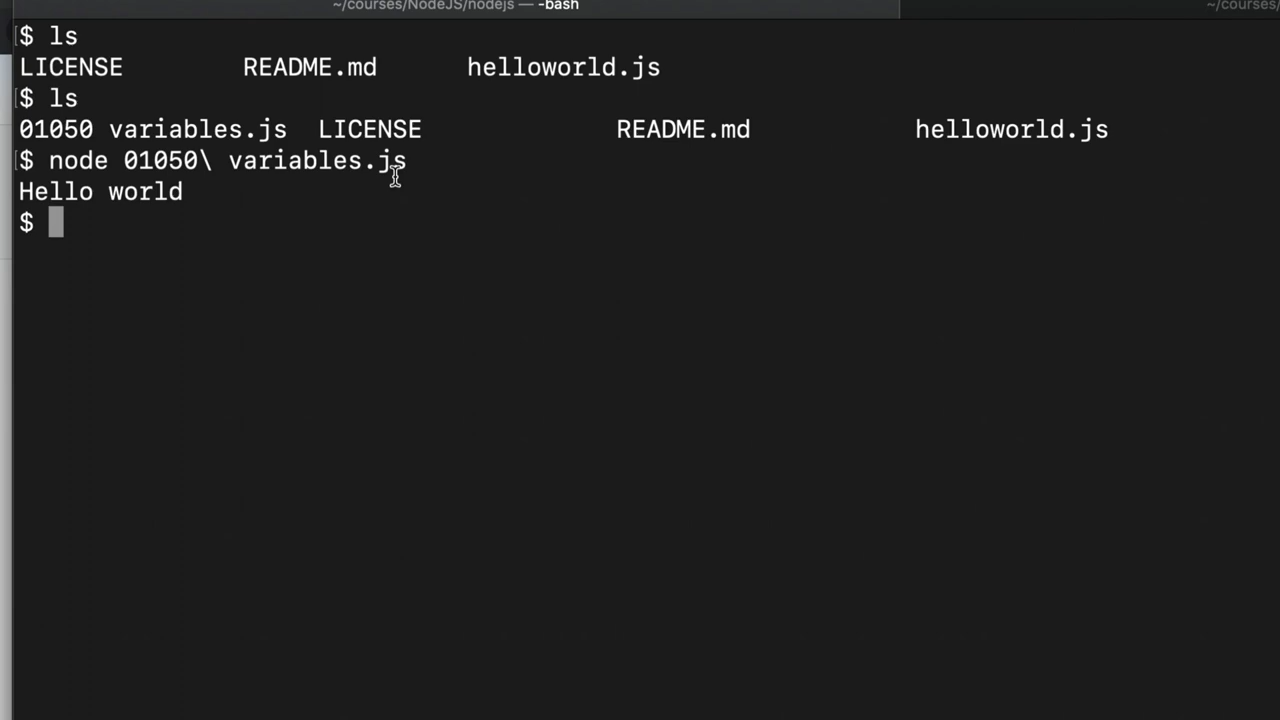 ~/courses/NodeJS/nodejs — -bash
~/courses/
$ ls
LICENSE README.md helloworld.js
$ ls
01050 variables.js LICENSE README.md helloworld.js
$ node 01050\ variables.js
Hello world
$